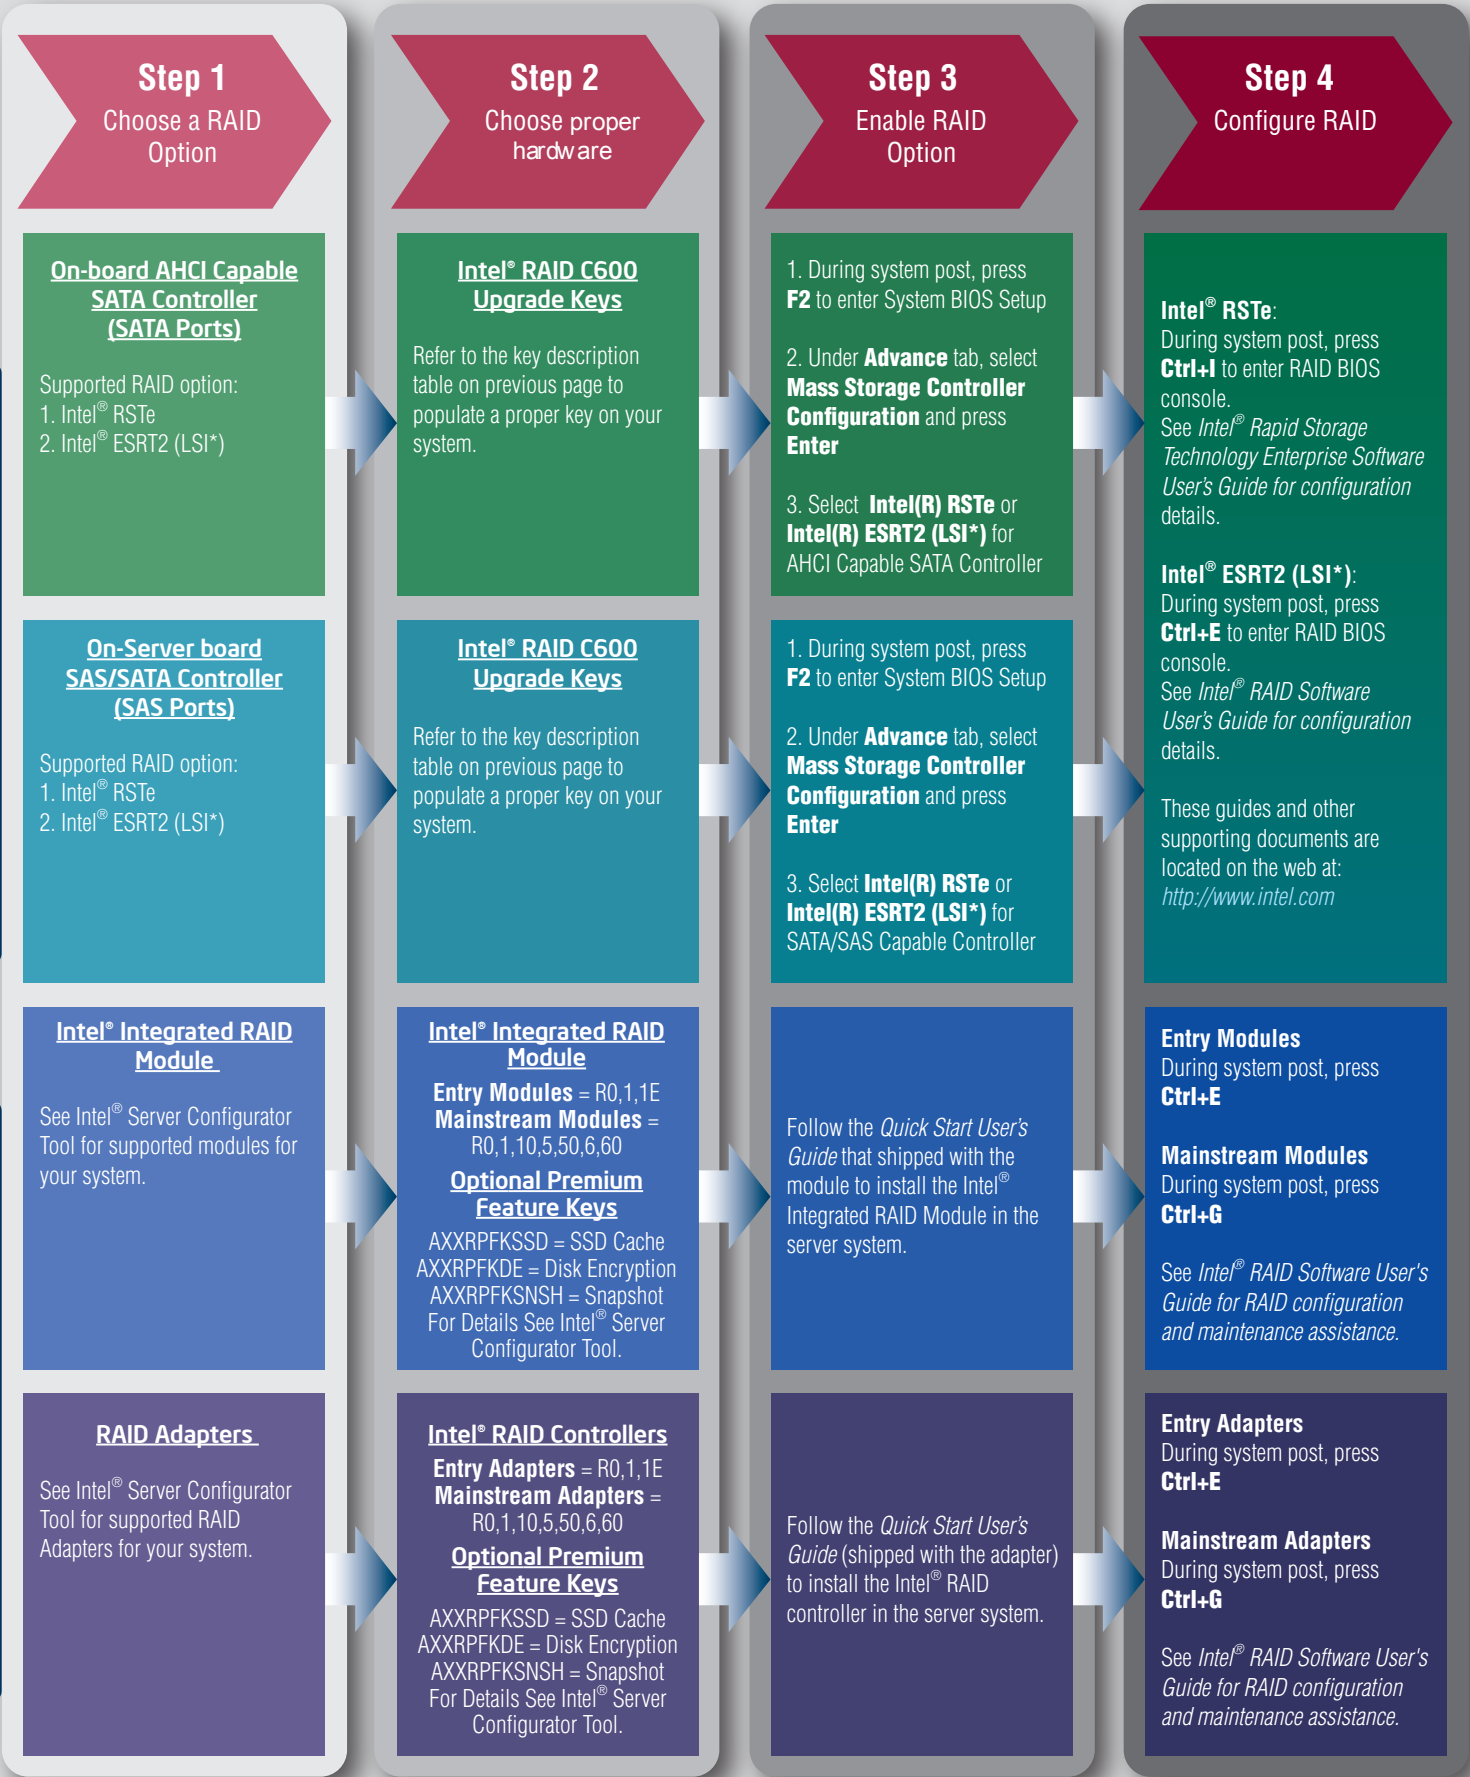 Step 1
Choose a RAID
Option
Step 2
Choose proper
hardware
Step 3
Enable RAID
Option
Step 4
Configure RAID
On-board AHCI Capable
SATA Controller
(SATA Ports)
Supported RAID option:
1. Intel® RSTe
2. Intel® ESRT2 (LSI*)
Intel® RAID C600
Upgrade Keys
Refer to the key description
table on previous page to
populate a proper key on your
system.
1. During system post, press
F2 to enter System BIOS Setup
2. Under Advance tab, select
Mass Storage Controller
Configuration and press
Enter
3. Select Intel(R) RSTe or
Intel(R) ESRT2 (LSI*) for
AHCI Capable SATA Controller
Intel® RSTe:
During system post, press
Ctrl+I to enter RAID BIOS
console.
See Intel® Rapid Storage
Technology Enterprise Software
User's Guide for configuration
details.
Intel® ESRT2 (LSI*):
During system post, press
Ctrl+E to enter RAID BIOS
console.
See Intel® RAID Software
User's Guide for configuration
details.
These guides and other
supporting documents are
located on the web at:
http://www.intel.com
On-Server board
SAS/SATA Controller
(SAS Ports)
Supported RAID option:
1. Intel® RSTe
2. Intel® ESRT2 (LSI*)
Intel® RAID C600
Upgrade Keys
Refer to the key description
table on previous page to
populate a proper key on your
system.
1. During system post, press
F2 to enter System BIOS Setup
2. Under Advance tab, select
Mass Storage Controller
Configuration and press
Enter
3. Select Intel(R) RSTe or
Intel(R) ESRT2 (LSI*) for
SATA/SAS Capable Controller
Intel® Integrated RAID
Module
See Intel® Server Configurator
Tool for supported modules for
your system.
Intel® Integrated RAID
Module
Entry Modules = R0,1,1E
Mainstream Modules =
R0,1,10,5,50,6,60
Optional Premium
Feature Keys
AXXRPFKSSD = SSD Cache
AXXRPFKDE = Disk Encryption
AXXRPFKSNSH = Snapshot
For Details See Intel® Server
Configurator Tool.
Follow the Quick Start User's
Guide that shipped with the
module to install the Intel®
Integrated RAID Module in the
server system.
Entry Modules
During system post, press
Ctrl+E
Mainstream Modules
During system post, press
Ctrl+G
See Intel® RAID Software User's
Guide for RAID configuration
and maintenance assistance.
RAID Adapters
See Intel® Server Configurator
Tool for supported RAID
Adapters for your system.
Intel® RAID Controllers
Entry Adapters = R0,1,1E
Mainstream Adapters =
R0,1,10,5,50,6,60
Optional Premium
Feature Keys
AXXRPFKSSD = SSD Cache
AXXRPFKDE = Disk Encryption
AXXRPFKSNSH = Snapshot
For Details See Intel® Server
Configurator Tool.
Follow the Quick Start User's
Guide (shipped with the adapter)
to install the Intel® RAID
controller in the server system.
Entry Adapters
During system post, press
Ctrl+E
Mainstream Adapters
During system post, press
Ctrl+G
See Intel® RAID Software User's
Guide for RAID configuration
and maintenance assistance.